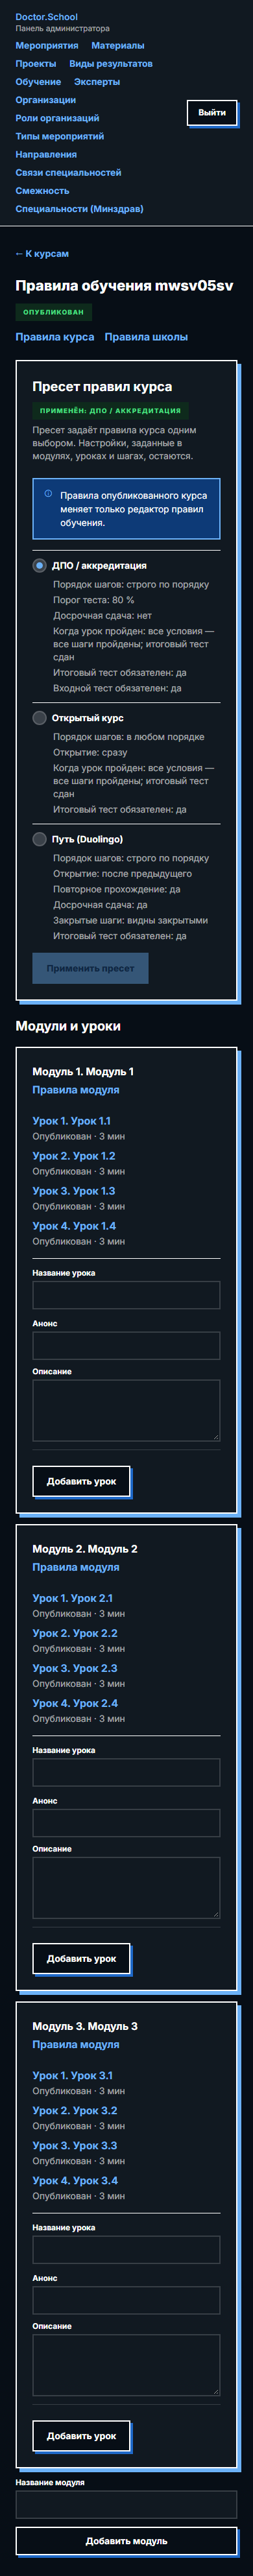 Doctor.School
Панель администратора
Мероприятия Материалы
Проекты Виды результатов
Обучение Эксперты
Организации
Роли организаций
Типы мероприятий
Направления
Связи специальностей
Смежность
Специальности (Минздрав)
Выйти
← К курсам
Правила обучения mwsv05sv
ОПУБЛИКОВАН
Правила курса Правила школы
Пресет правил курса
ПРИМЕНЁН: ДПО / АККРЕДИТАЦИЯ
Пресет задаёт правила курса одним
выбором. Настройки, заданные в
модулях, уроках и шагах, остаются.
Правила опубликованного курса
меняет только редактор правил
обучения.
ДПО / аккредитация
Порядок шагов: строго по порядку
Порог теста: 80 %
Досрочная сдача: нет
Когда урок пройден: все условия —
все шаги пройдены; итоговый тест
сдан
Итоговый тест обязателен: да
Входной тест обязателен: да
Открытый курс
Порядок шагов: в любом порядке
Открытие: сразу
Когда урок пройден: все условия —
все шаги пройдены; итоговый тест
сдан
Итоговый тест обязателен: да
Путь (Duolingo)
Порядок шагов: строго по порядку
Открытие: после предыдущего
Повторное прохождение: да
Досрочная сдача: да
Закрытые шаги: видны закрытыми
Итоговый тест обязателен: да
Применить пресет
Модули и уроки
Модуль 1. Модуль 1
Правила модуля
Урок 1. Урок 1.1
Опубликован · 3 мин
Урок 2. Урок 1.2
Опубликован · 3 мин
Урок 3. Урок 1.3
Опубликован · 3 мин
Урок 4. Урок 1.4
Опубликован · 3 мин
Название урока
Анонс
Описание
Добавить урок
Модуль 2. Модуль 2
Правила модуля
Урок 1. Урок 2.1
Опубликован · 3 мин
Урок 2. Урок 2.2
Опубликован · 3 мин
Урок 3. Урок 2.3
Опубликован · 3 мин
Урок 4. Урок 2.4
Опубликован · 3 мин
Название урока
Анонс
Описание
Добавить урок
Модуль 3. Модуль 3
Правила модуля
Урок 1. Урок 3.1
Опубликован · 3 мин
Урок 2. Урок 3.2
Опубликован · 3 мин
Урок 3. Урок 3.3
Опубликован · 3 мин
Урок 4. Урок 3.4
Опубликован · 3 мин
Название урока
Анонс
Описание
Добавить урок
Название модуля
Добавить модуль